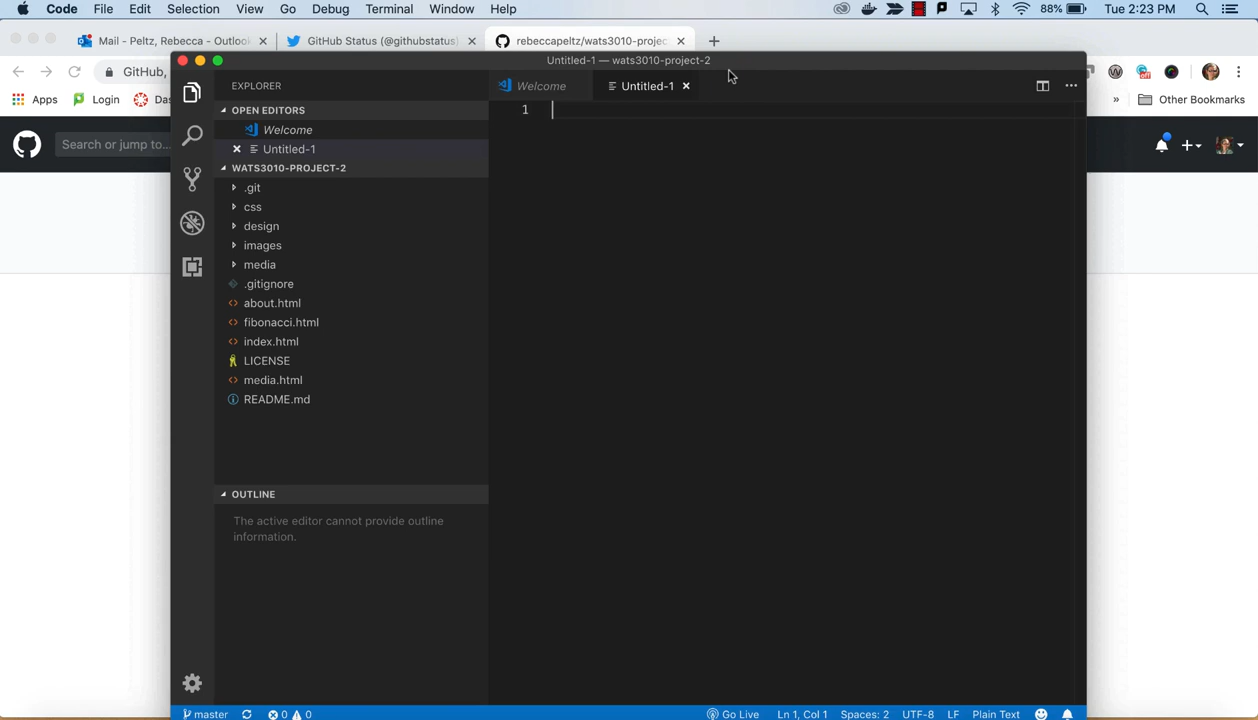 Code File Edit Selection View Go Debug Terminal Window Help 88% Tue 2:23 PM
Mail - Peltz, Rebecca - Outloo GitHub Status (@githubstatus) rebeccapeltz/wats3010-projec
GitHub,
Apps Login Das » Other Bookmarks
Search or jump to...
Untitled-1 — wats3010-project-2
EXPLORER
Welcome Untitled-1
OPEN EDITORS
Welcome
Untitled-1
WATS3010-PROJECT-2
.git
css
design
images
media
.gitignore
about.html
fibonacci.html
index.html
LICENSE
media.html
README.md
1
OUTLINE
The active editor cannot provide outline
information.
master 0 0 Go Live Ln 1, Col 1 Spaces: 2 UTF-8 LF Plain Text